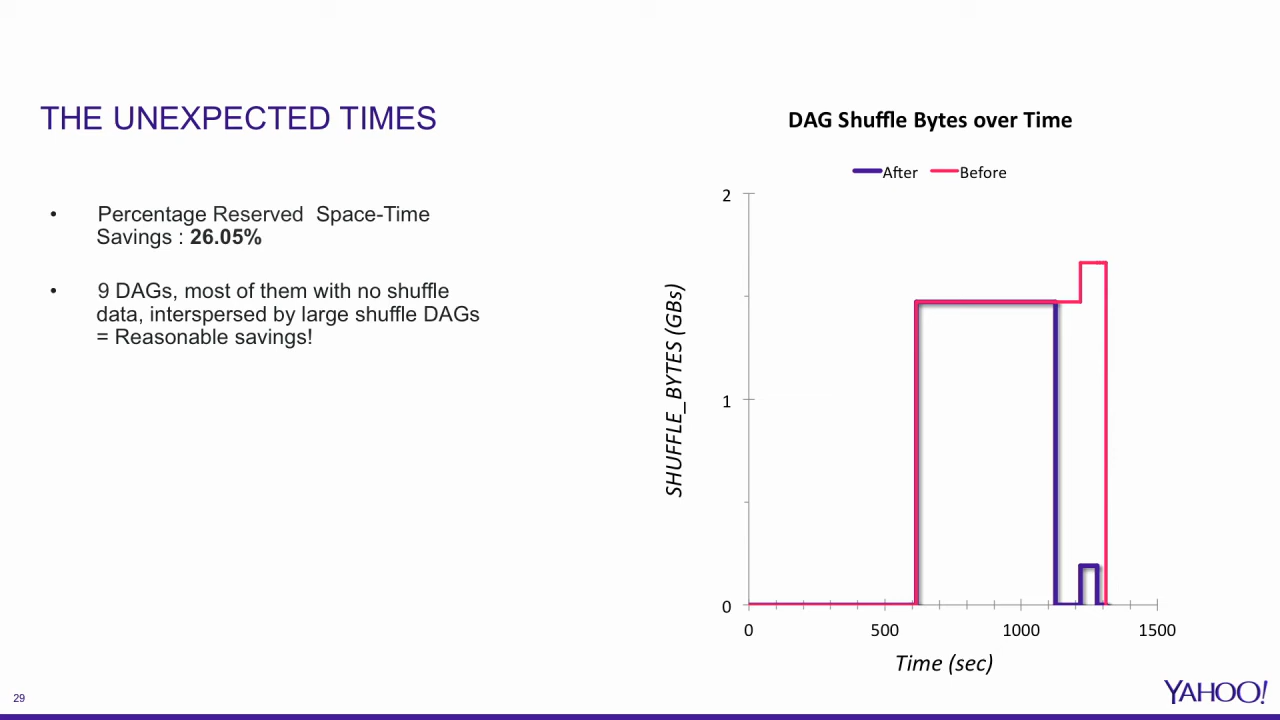 THE UNEXPECTED TIMES
• Percentage Reserved Space-Time
Savings : 26.05%
• 9 DAGs, most of them with no shuffle
data, interspersed by large shuffle DAGs
= Reasonable savings!
DAG Shuffle Bytes over Time
After Before
SHUFFLE_BYTES (GBs)
2
1
0
0 500 1000 1500
Time (sec)
29
YAHOO!